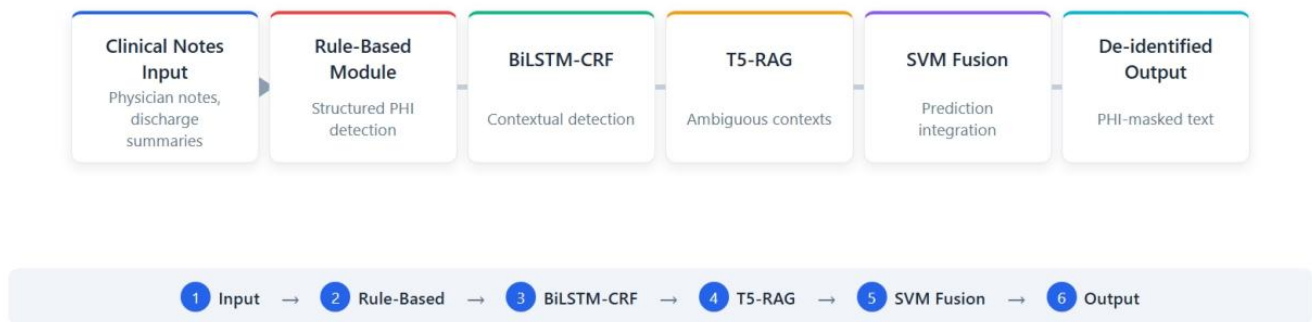 Clinical Notes
Input
Physician notes,
discharge
summaries
Rule-Based
Module
Structured PHI
detection
BiLSTM-CRF
Contextual detection
T5-RAG
Ambiguous contexts
SVM Fusion
Prediction
integration
De-identified
Output
PHI-masked text
1 Input → 2 Rule-Based → 3 BiLSTM-CRF → 4 T5-RAG → 5 SVM Fusion → 6 Output